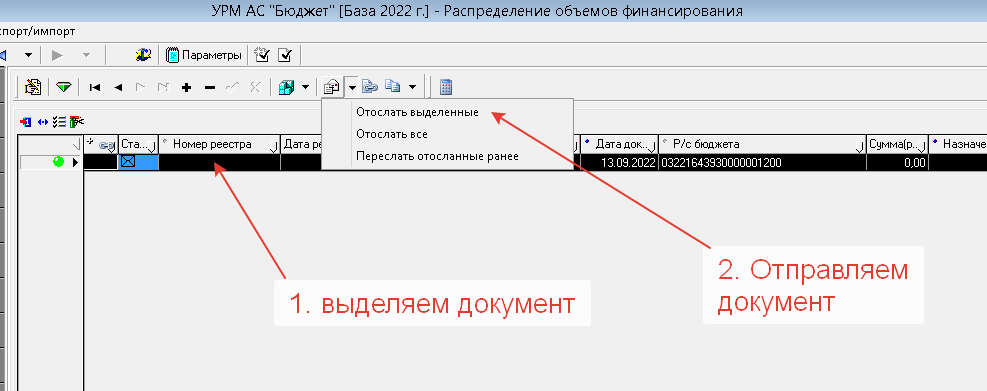 УРМ АС "Бюджет" [База 2022 г.] - Распределение объемов финансирования
спорт/импорт
Параметры
Отослать выделенные
Отослать все
Переслать отосланные ранее
Ста... Номер реестра Дата ре Дата док... Р/с бюджета Сумма(р... Назначе
13.09.2022 03221643930000001200 0,00
1. выделяем документ
2. Отправляем
документ